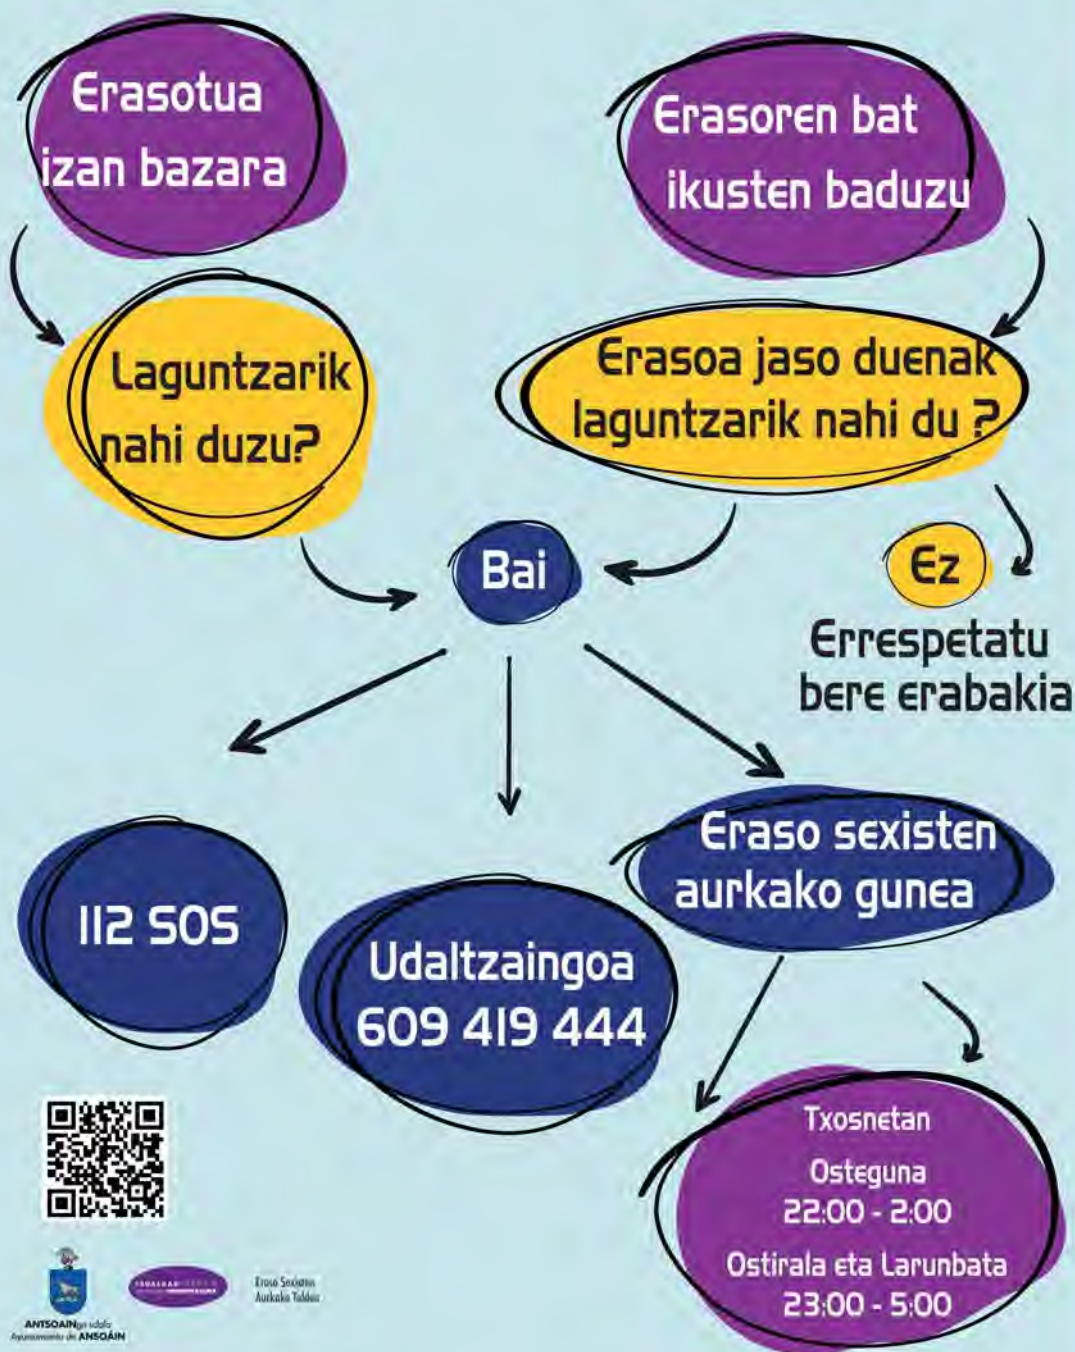 Erasotua
izan bazara
Erasoren bat
ikusten baduzu
Laguntzarik
nahi duzu?
Erasoa jaso duenak
laguntzarik nahi du ?
Bai
Ez
Errespetatu
bere erabakia
112 SOS
Udaltzaingoa
609 419 444
Eraso sexisten
aurkako gunea
Txosnetan
Osteguna
22:00 - 2:00
Ostirala eta Larunbata
23:00 - 5:00
ANTSOAINgo udala
Ayuntamiento de ANSOÁIN
Eraso Sexisten
Aurkako Taldea